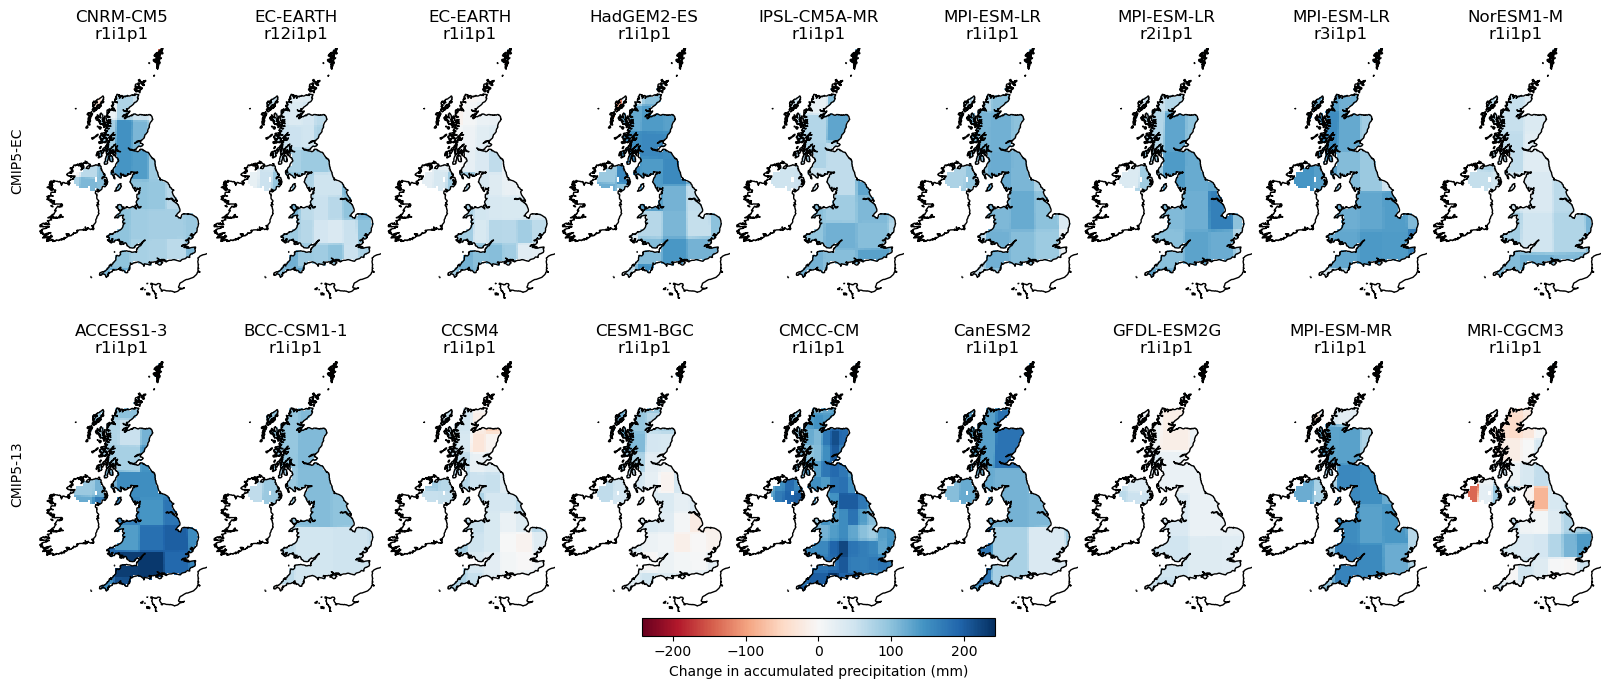 CNRM-CM5 EC-EARTH EC-EARTH HadGEM2-ES IPSL-CM5A-MR MPI-ESM-LR MPI-ESM-LR MPI-ESM-LR NorESM1-M
r1i1p1 r12i1p1 r1i1p1 r1i1p1 r1i1p1 r1i1p1 r2i1p1 r3i1p1 r1i1p1
CMIP5-EC
ACCESS1-3 BCC-CSM1-1 CCSM4 CESM1-BGC CMCC-CM CanESM2 GFDL-ESM2G MPI-ESM-MR MRI-CGCM3
r1i1p1 r1i1p1 r1i1p1 r1i1p1 r1i1p1 r1i1p1 r1i1p1 r1i1p1 r1i1p1
CMIP5-13
−200 −100 0 100 200
Change in accumulated precipitation (mm)